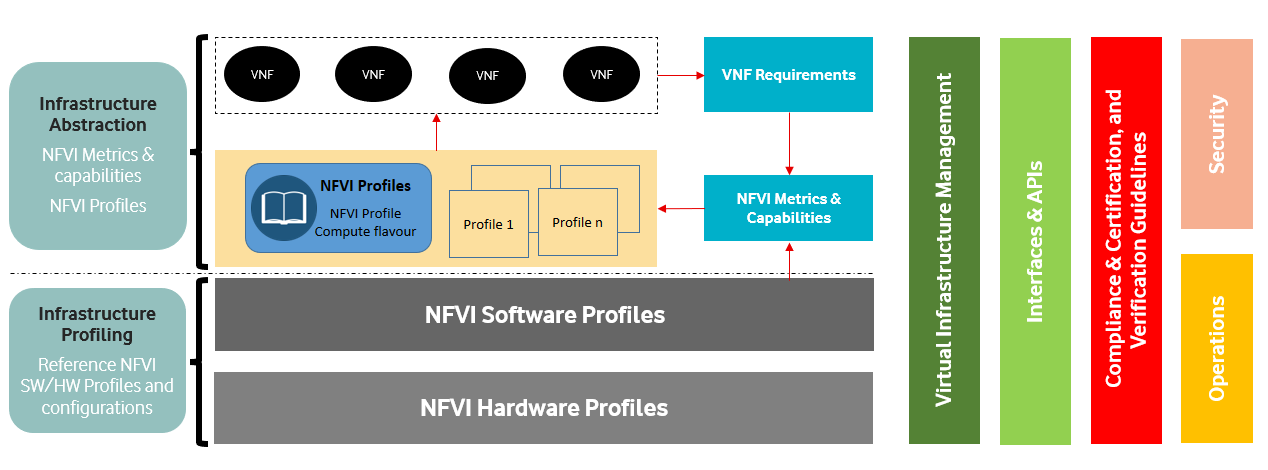 Infrastructure
Abstraction
NFVI Metrics &
capabilities
NFVI Profiles
VNF
VNF
VNF
VNF
VNF Requirements
NFVI Profiles
NFVI Profile
Compute flavour
Profile 1
Profile n
NFVI Metrics &
Capabilities
Infrastructure
Profiling
Reference NFVI
SW/HW Profiles and
configurations
NFVI Software Profiles
NFVI Hardware Profiles
Virtual Infrastructure Management
Interfaces & APIs
Compliance & Certification, and
Verification Guidelines
Security
Operations